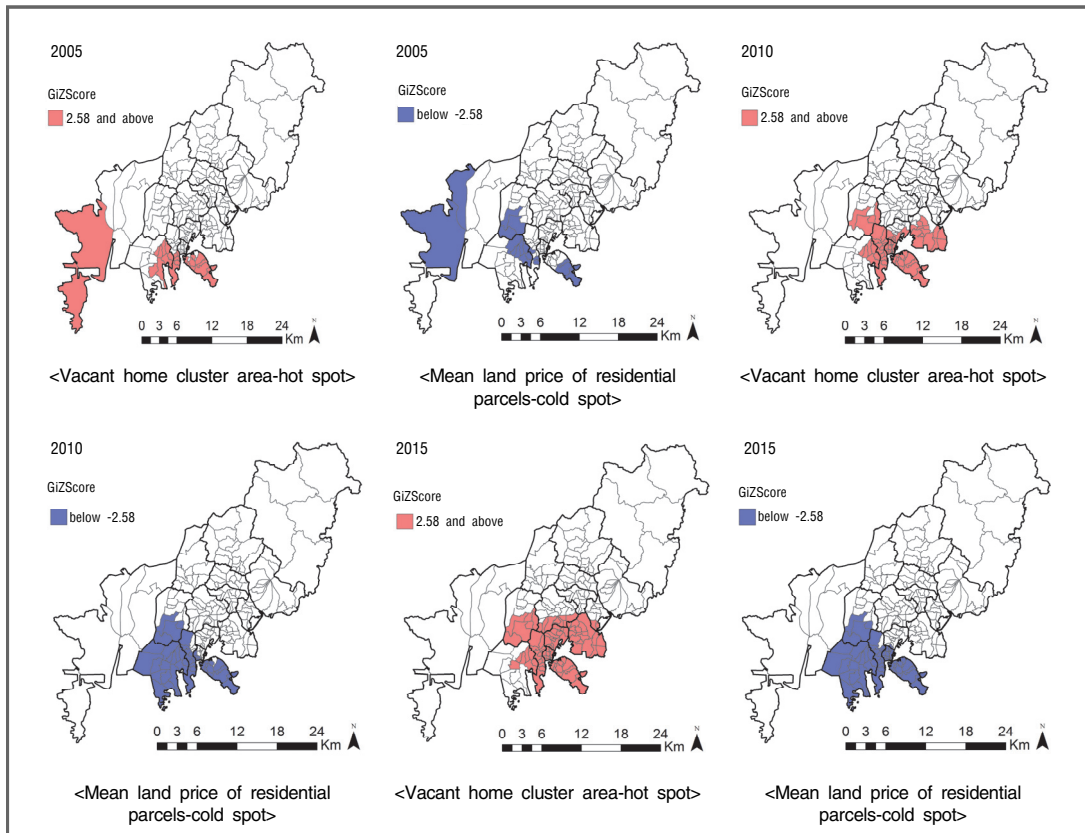 2005
GiZScore
2.58 and above
N
0 3 6 12 18 24
Km
<Vacant home cluster area-hot spot>
2005
GiZScore
below -2.58
N
0 3 6 12 18 24
Km
<Mean land price of residential
parcels-cold spot>
2010
GiZScore
2.58 and above
N
0 3 6 12 18 24
Km
<Vacant home cluster area-hot spot>
2010
GiZScore
below -2.58
N
0 3 6 12 18 24
Km
<Mean land price of residential
parcels-cold spot>
2015
GiZScore
2.58 and above
N
0 3 6 12 18 24
Km
<Vacant home cluster area-hot spot>
2015
GiZScore
below -2.58
N
0 3 6 12 18 24
Km
<Mean land price of residential
parcels-cold spot>